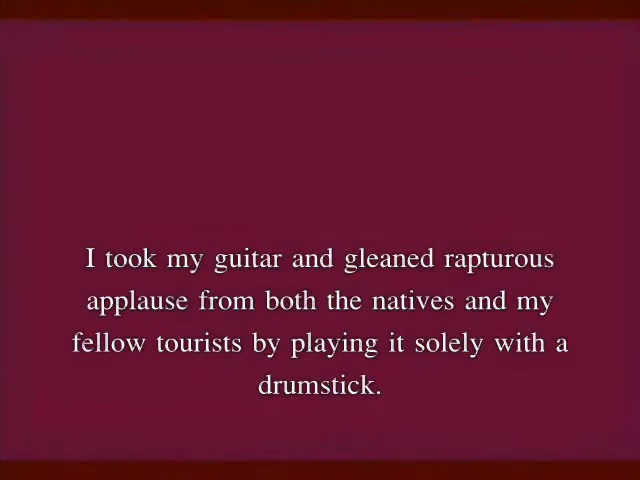 I took my guitar and gleaned rapturous
applause from both the natives and my
fellow tourists by playing it solely with a
drumstick.